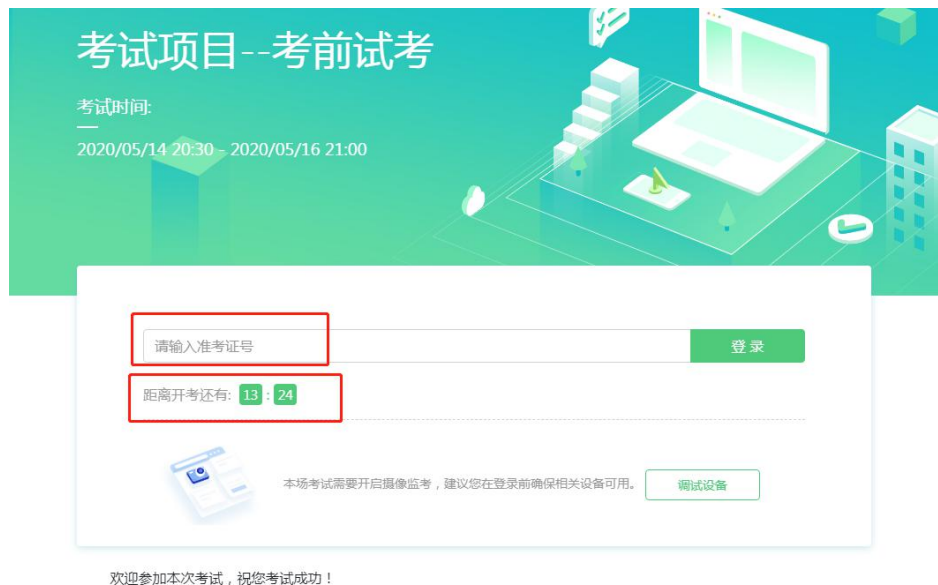 考试项目--考前试考
考试时间:
2020/05/14 20:30 - 2020/05/16 21:00
请输入准考证号
登录
距离开考还有: 13 : 24
本场考试需要开启摄像监考，建议您在登录前确保相关设备可用。
调试设备
欢迎参加本次考试，祝您考试成功！